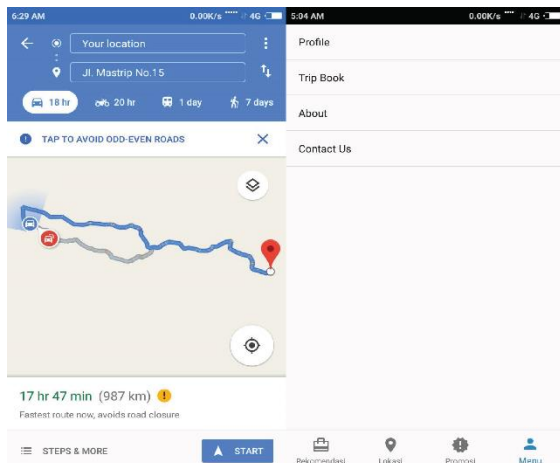 6:29 AM 0.00K/s 4G
Your location
Jl. Mastrip No.15
18 hr 20 hr 1 day 7 days
TAP TO AVOID ODD-EVEN ROADS
17 hr 47 min (987 km)
Fastest route now, avoids road closure
STEPS & MORE START
5:04 AM 0.00K/s 4G
Profile
Trip Book
About
Contact Us
Rekomendasi Lokasi Promosi Menu